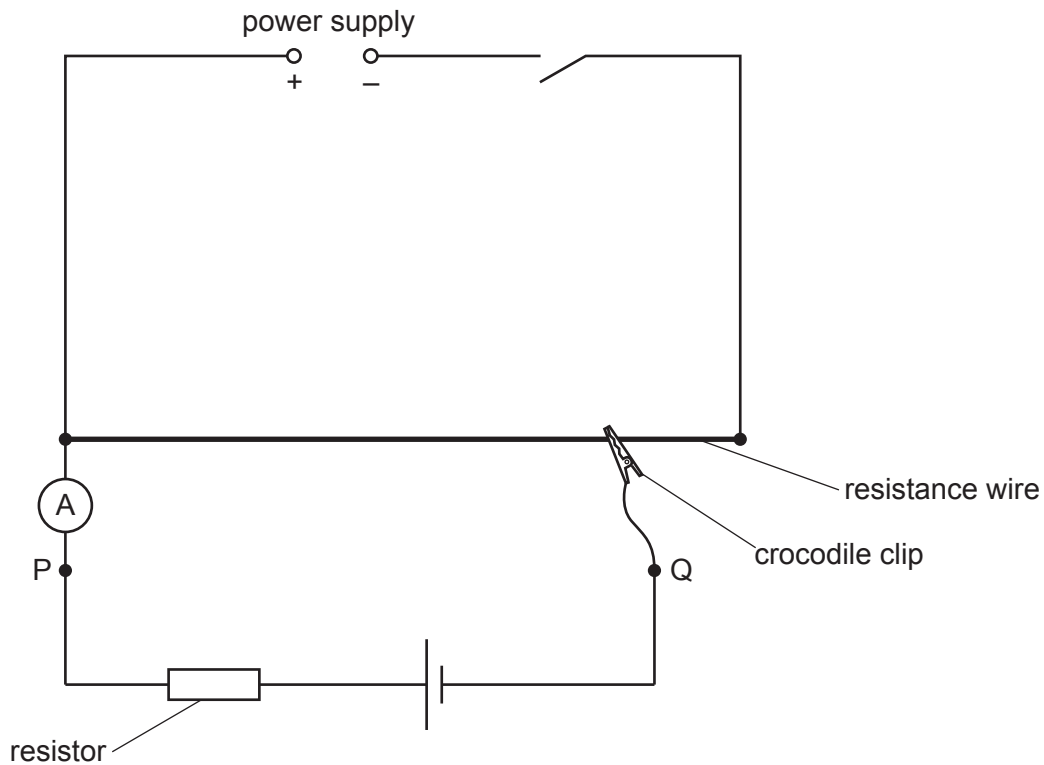 power supply
+ –
resistance wire
A
crocodile clip
P
Q
resistor